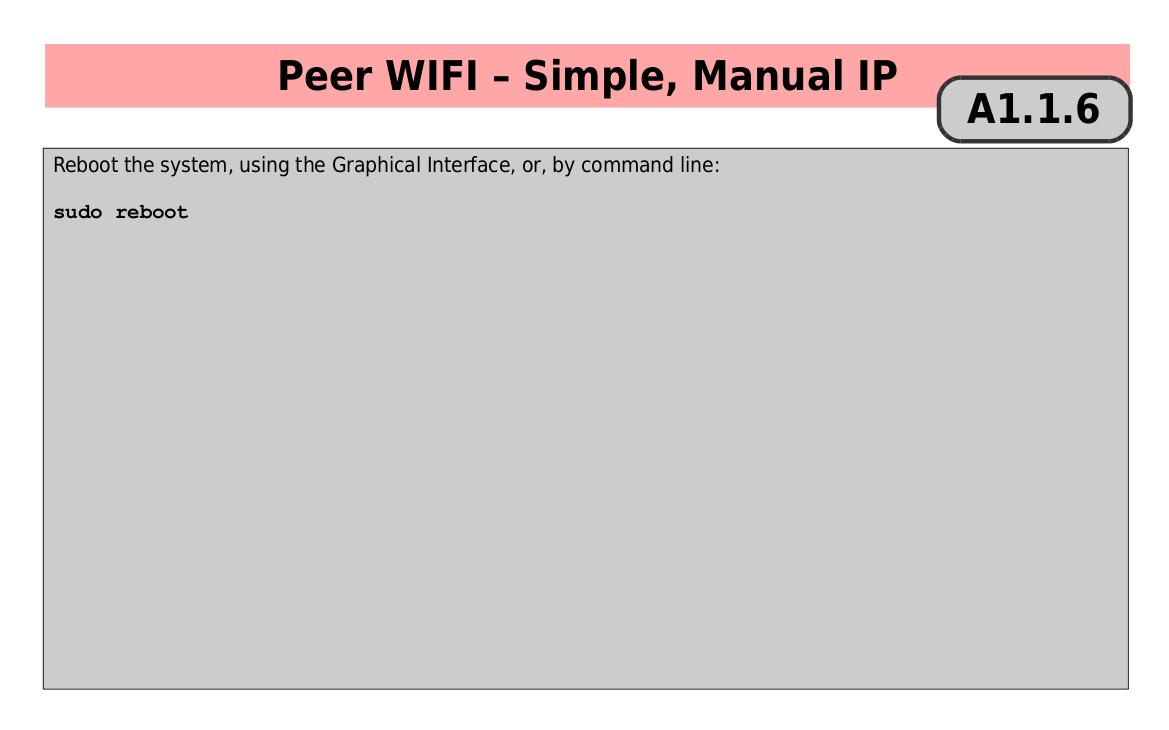 Peer WIFI – Simple, Manual IP
A1.1.6
Reboot the system, using the Graphical Interface, or, by command line:
sudo reboot